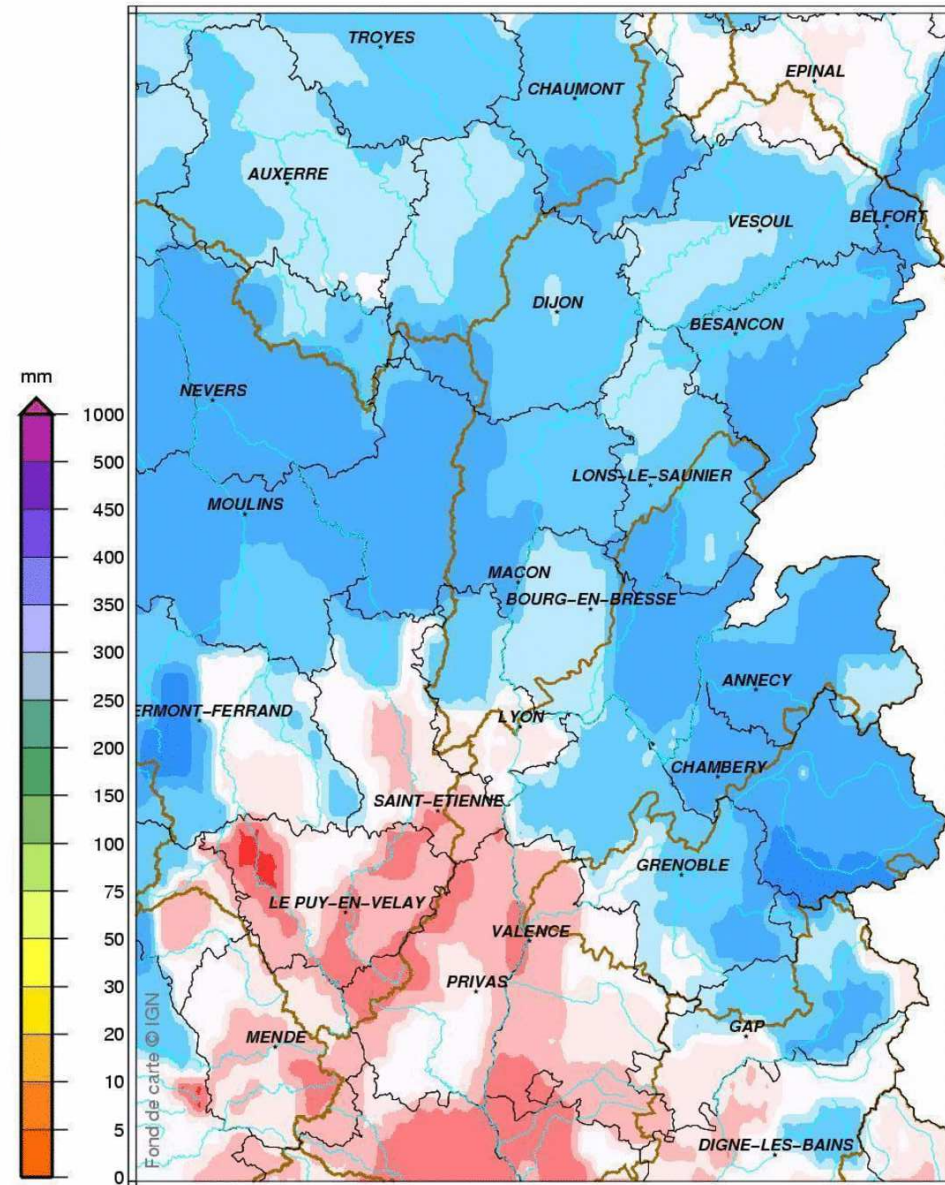 TROYES
EPINAL
CHAUMONT
AUXERRE
VESOUL
BELFORT
DIJON
BESANCON
NEVERS
LONS-LE-SAUNIER
MOULINS
MACON
BOURG-EN-BRESSE
ANNECY
ERMONT-FERRAND
LYON
CHAMBERY
SAINT-ETIENNE
GRENOBLE
LE PUY-EN-VELAY
VALENCE
PRIVAS
GAP
MENDE
DIGNE-LES-BAINS
Fond de carte © IGN
mm
1000
500
450
400
350
300
250
200
150
100
75
50
30
20
10
5
0